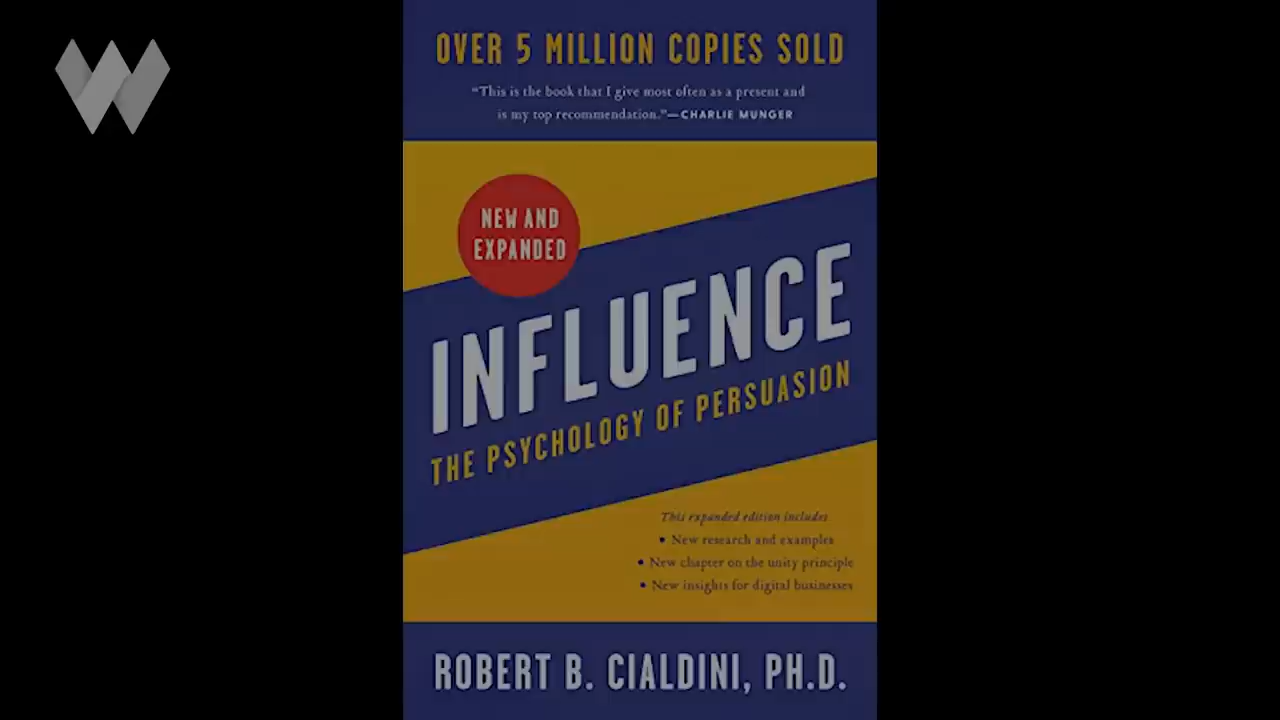 OVER 5 MILLION COPIES SOLD
“This is the book that I give most often as a present and
is my top recommendation.”—CHARLIE MUNGER
NEW AND
EXPANDED
INFLUENCE
THE PSYCHOLOGY OF PERSUASION
This expanded edition includes
• New research and examples
• New chapter on the unity principle
• New insights for digital businesses
ROBERT B. CIALDINI, PH.D.